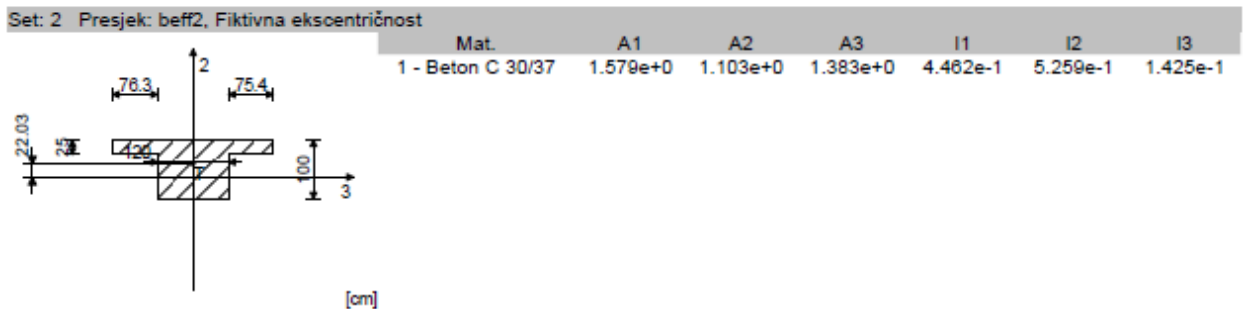 Set: 2 Presjek: beff2, Fiktivna ekscentričnost
Mat. A1 A2 A3 I1 I2 I3
1 - Beton C 30/37 1.579e+0 1.103e+0 1.383e+0 4.462e-1 5.259e-1 1.425e-1
2
76.3 75.4
22.03
25
120
T
100
3
[cm]